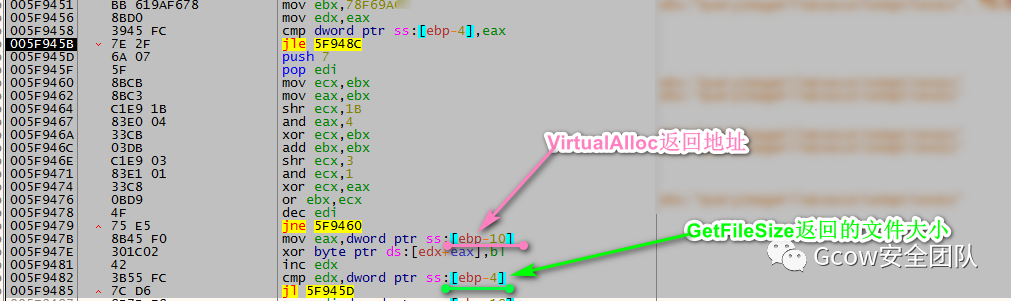 005F9451 BB 619AF678 mov ebx,78F69A
005F9456 8BD0 mov edx,eax
005F9458 3945 FC cmp dword ptr ss:[ebp-4],eax
005F945B 7E 2F jle 5F948C
005F945D 6A 07 push 7
005F945F 5F pop edi
005F9460 8BCB mov ecx,ebx
005F9462 8BC3 mov eax,ebx
005F9464 C1E9 1B shr ecx,1B
005F9467 83E0 04 and eax,4
005F946A 33CB xor ecx,ebx
005F946C 03DB add ebx,ebx
005F946E C1E9 03 shr ecx,3
005F9471 83E1 01 and ecx,1
005F9474 33C8 xor ecx,eax
005F9476 0BD9 or ebx,ecx
005F9478 4F dec edi
005F9479 75 E5 jne 5F9460
005F947B 8B45 F0 mov eax,dword ptr ss:[ebp-10]
005F947E 301C02 xor byte ptr ds:[edx+eax],bl
005F9481 42 inc edx
005F9482 3B55 FC cmp edx,dword ptr ss:[ebp-4]
005F9485 7C D6 jl 5F945D
VirtualAlloc返回地址
GetFileSize返回的文件大小
Gcow安全团队